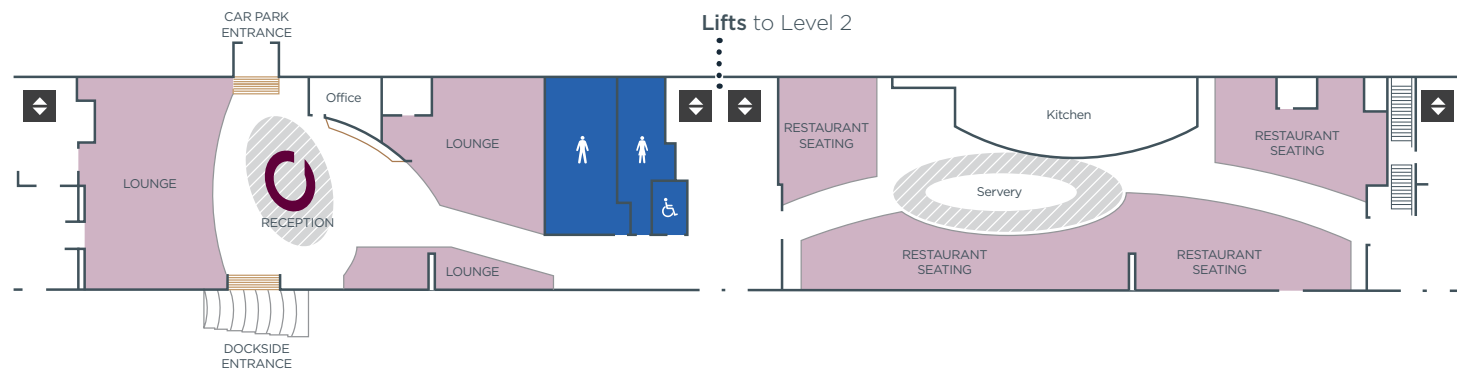 CAR PARK
ENTRANCE
Lifts to Level 2
Office
LOUNGE
LOUNGE
RECEPTION
LOUNGE
DOCKSIDE
ENTRANCE
RESTAURANT
SEATING
Kitchen
RESTAURANT
SEATING
Servery
RESTAURANT
SEATING
RESTAURANT
SEATING